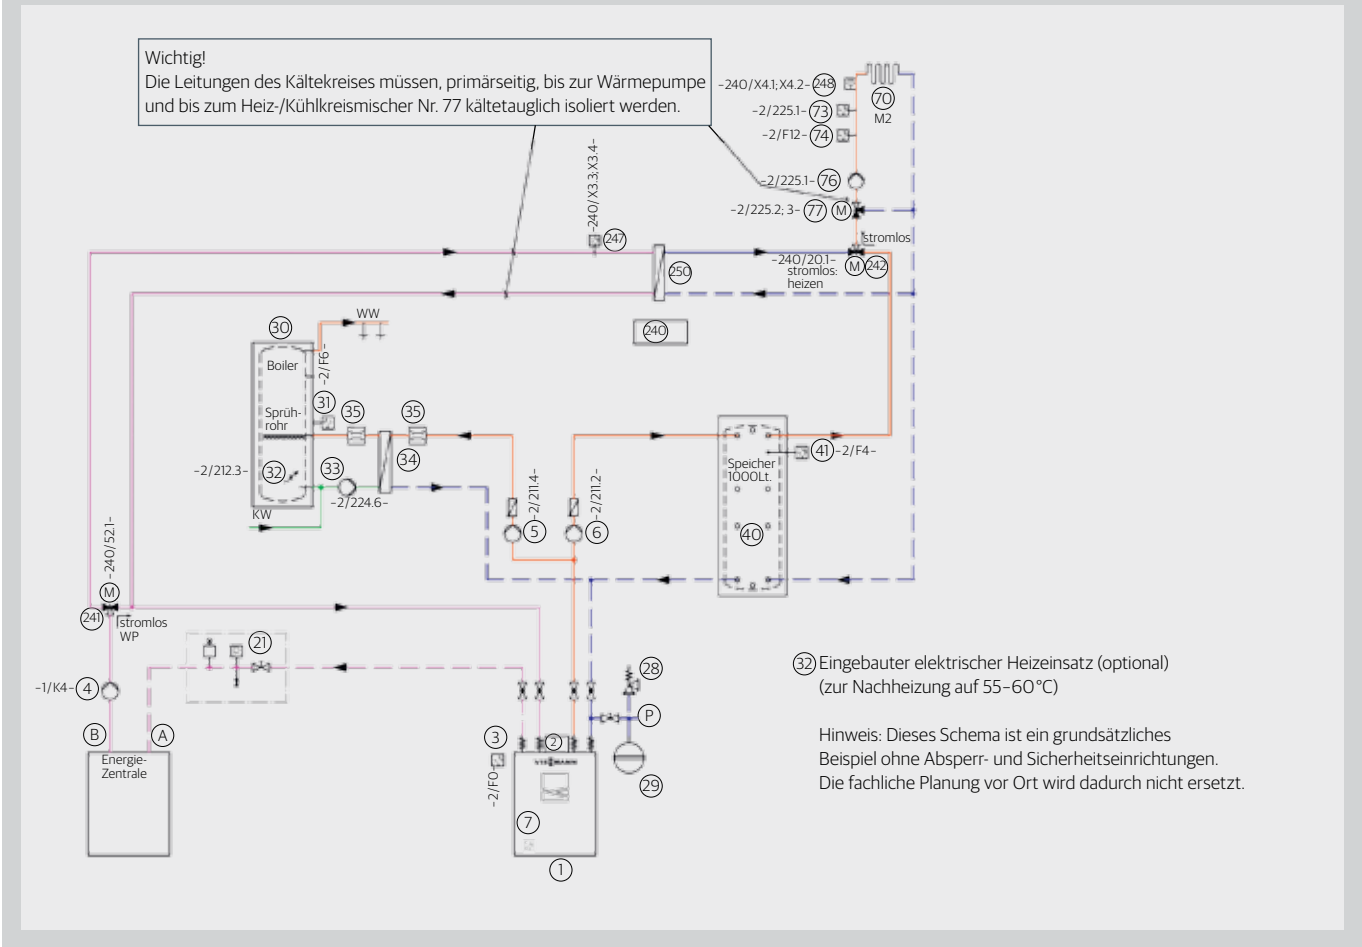 Wichtig!
Die Leitungen des Kältekreises müssen, primärseitig, bis zur Wärmepumpe
und bis zum Heiz-/Kühlkreismischer Nr. 77 kältetauglich isoliert werden.
-240/X4.1;X4.2- 248
70
M2
-2/225.1- 73
-2/F12- 74
-2/225.1- 76
-2/225.2; 3- 77 M
-240/X3.3;X3.4-
247
stromlos
-240/20.1-
M 242
stromlos:
heizen
250
240
30
WW
Boiler
-2/F6-
31
Sprüh-
rohr
35
35
34
32
33
-2/212.3-
-2/224.6-
KW
-2/211.4-
5
-2/211.2-
6
Speicher
1000Lt.
41 -2/F4-
40
-240/52.1-
M
241
stromlos
WP
21
-1/K4- 4
B
A
Energie-
Zentrale
28
P
29
3
-2/F0-
2
VIESSMANN
7
1
32 Eingebauter elektrischer Heizeinsatz (optional)
(zur Nachheizung auf 55–60°C)
Hinweis: Dieses Schema ist ein grundsätzliches
Beispiel ohne Absperr- und Sicherheitseinrichtungen.
Die fachliche Planung vor Ort wird dadurch nicht ersetzt.